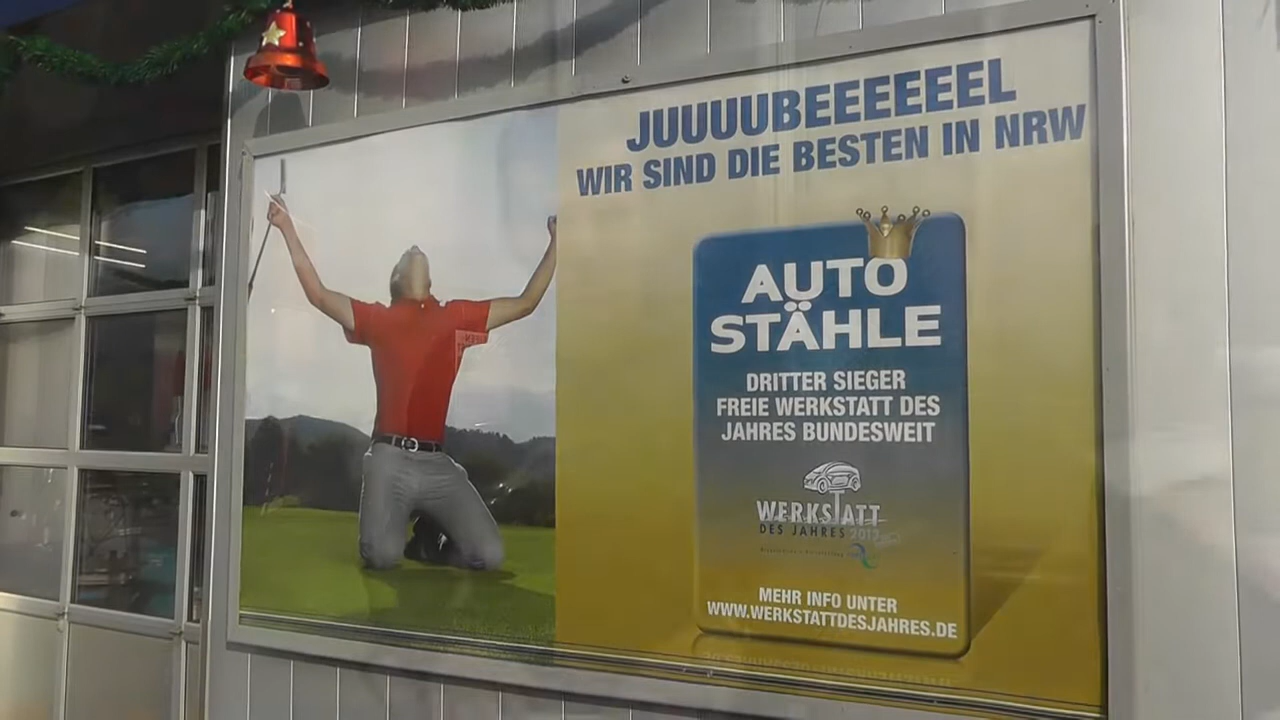 JUUUUBEEEEEEL
WIR SIND DIE BESTEN IN NRW
AUTO
STÄHLE
DRITTER SIEGER
FREIE WERKSTATT DES
JAHRES BUNDESWEIT
WERKSTATT
DES JAHRES 2013
MEHR INFO UNTER
WWW.WERKSTATTDESJAHRES.DE